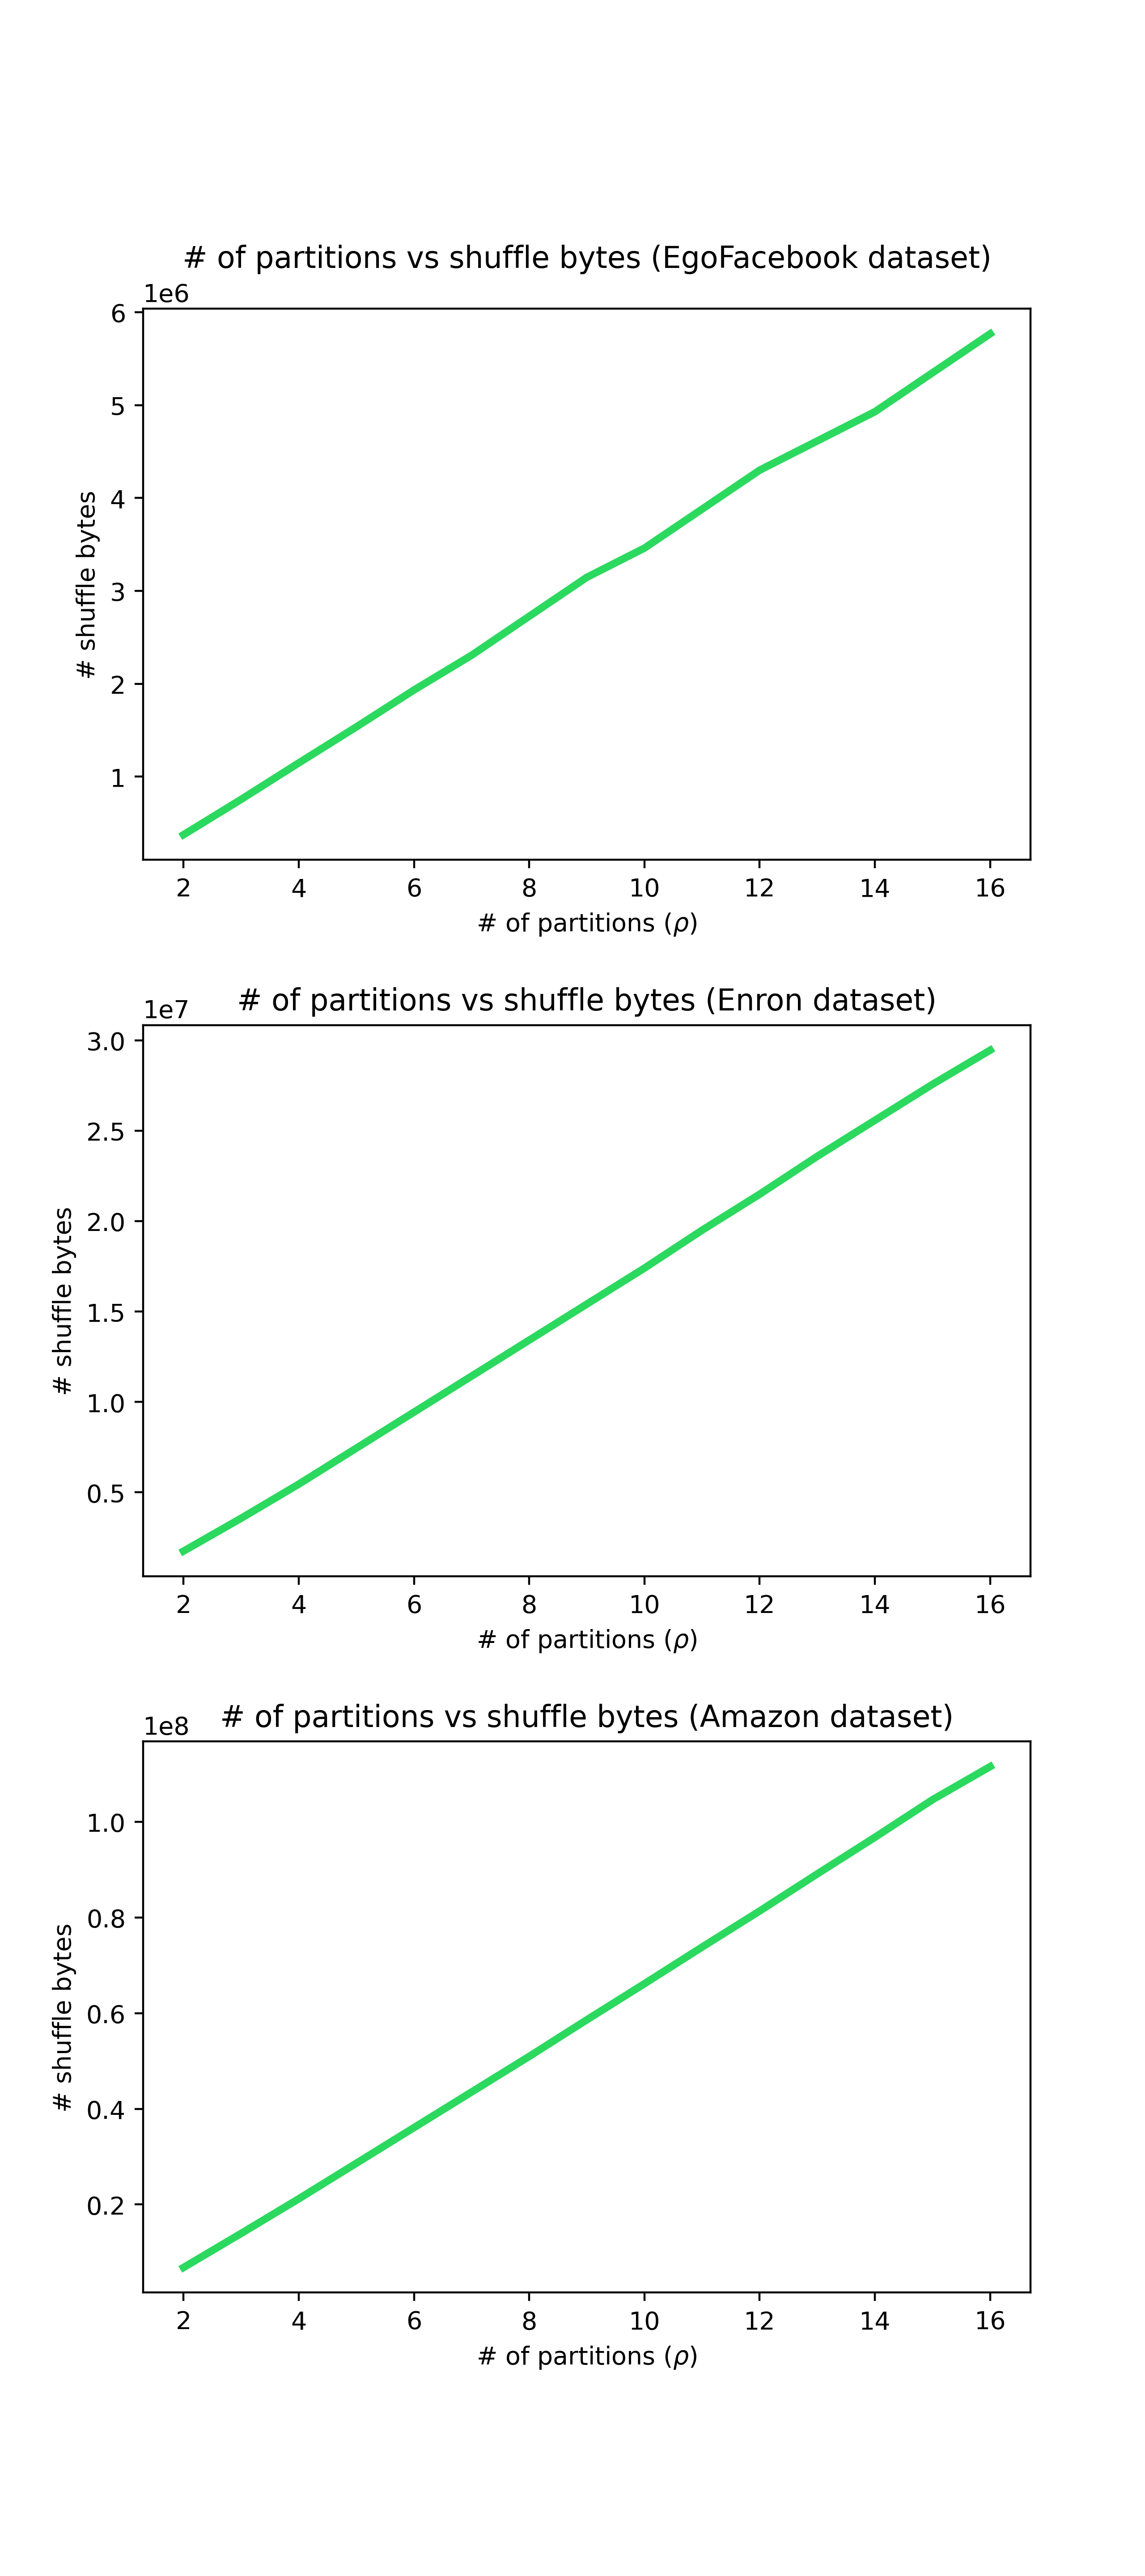 # of partitions vs shuffle bytes (EgoFacebook dataset)
1e6
6
5
4
3
2
1
# shuffle bytes
2 4 6 8 10 12 14 16
# of partitions (ρ)
# of partitions vs shuffle bytes (Enron dataset)
1e7
3.0
2.5
2.0
1.5
1.0
0.5
# shuffle bytes
2 4 6 8 10 12 14 16
# of partitions (ρ)
# of partitions vs shuffle bytes (Amazon dataset)
1e8
1.0
0.8
0.6
0.4
0.2
# shuffle bytes
2 4 6 8 10 12 14 16
# of partitions (ρ)